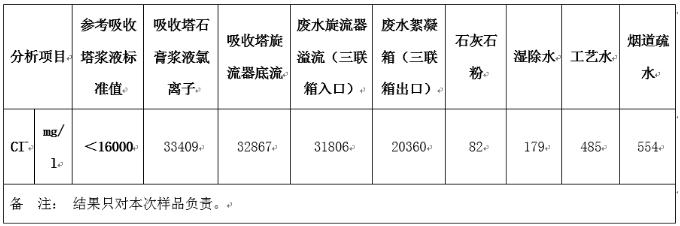 分析项目 参考吸收塔浆液标准值 吸收塔石膏浆液氯离子 吸收塔旋流器底流 废水旋流器溢流（三联箱入口） 废水絮凝箱（三联箱出口） 石灰石粉 湿除水 工艺水 烟道疏水
Cl⁻ mg/l ＜16000 33409 32867 31806 20360 82 179 485 554
备 注： 结果只对本次样品负责。